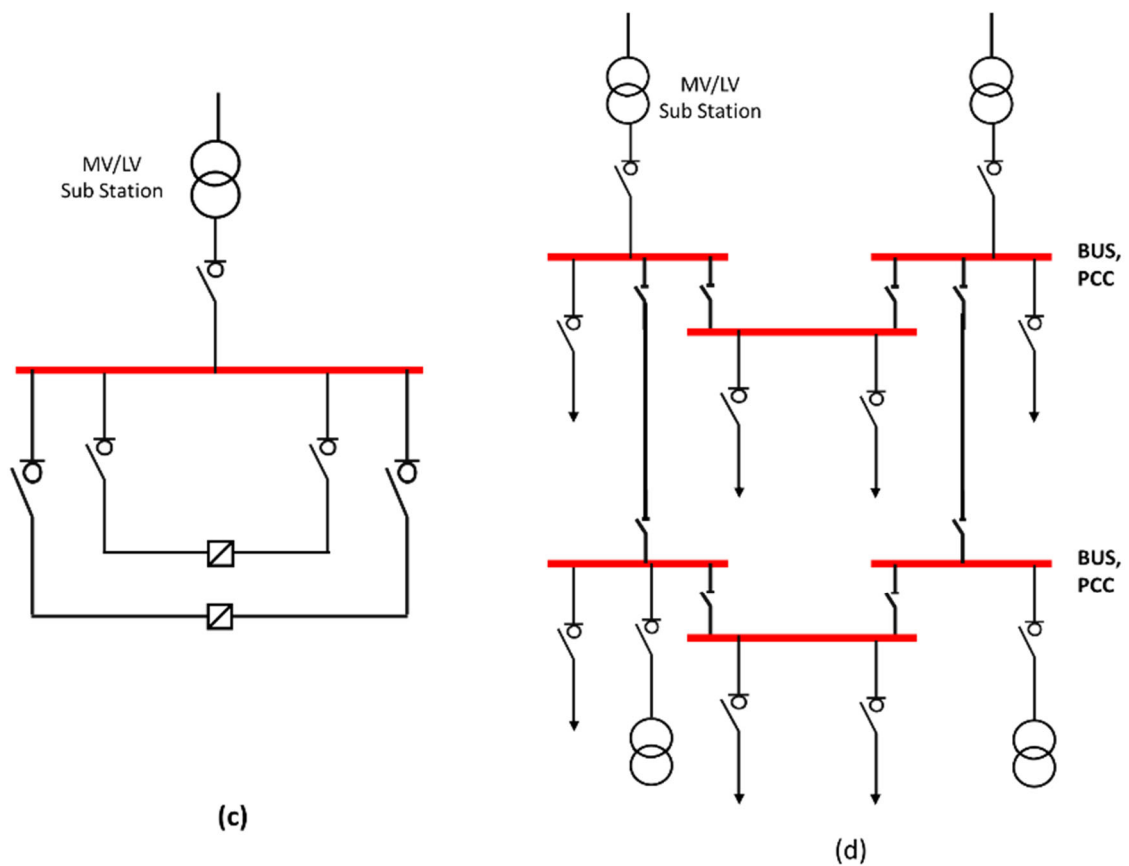 MV/LV
Sub Station
(c)
MV/LV
Sub Station
BUS,
PCC
BUS,
PCC
(d)